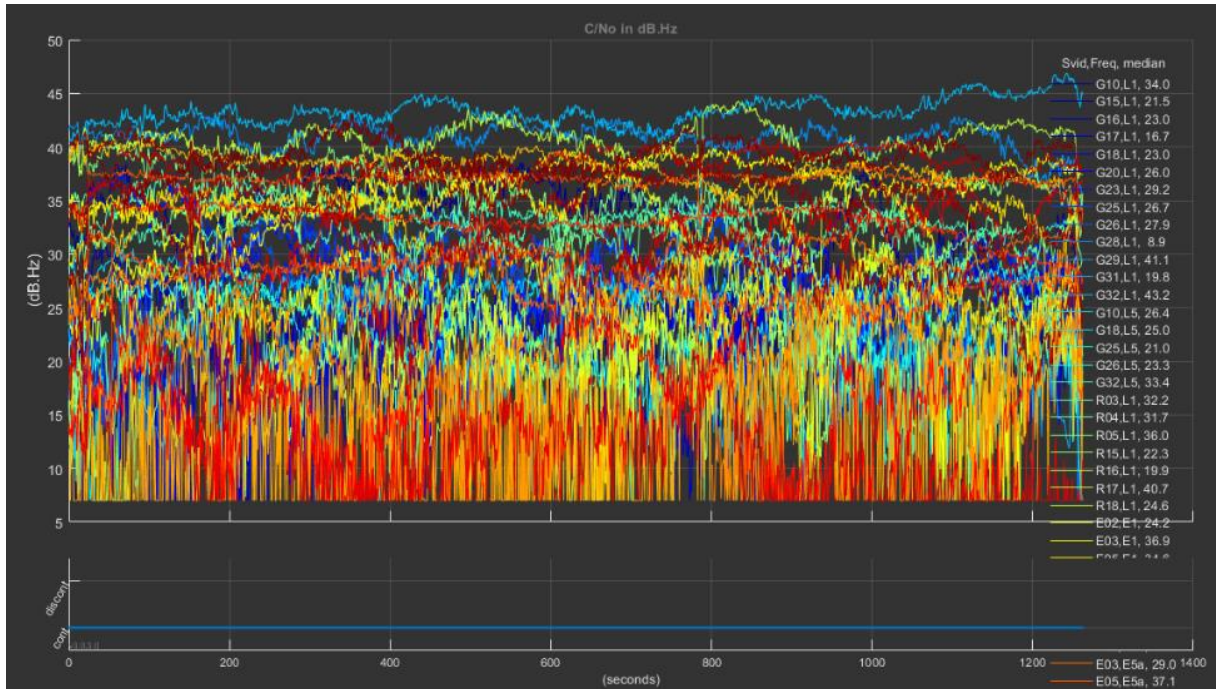 C/No in dB.Hz
50
45
40
35
30
25
20
15
10
5
(dB.Hz)
Svid,Freq, median
G10,L1, 34.0
G15,L1, 21.5
G16,L1, 23.0
G17,L1, 16.7
G18,L1, 23.0
G20,L1, 26.0
G23,L1, 29.2
G25,L1, 26.7
G26,L1, 27.9
G28,L1, 8.9
G29,L1, 41.1
G31,L1, 19.8
G32,L1, 43.2
G10,L5, 26.4
G18,L5, 25.0
G25,L5, 21.0
G26,L5, 23.3
G32,L5, 33.4
R03,L1, 32.2
R04,L1, 31.7
R05,L1, 36.0
R15,L1, 22.3
R16,L1, 19.9
R17,L1, 40.7
R18,L1, 24.6
E02,E1, 24.2
E03,E1, 36.9
discont
cont
0 200 400 600 800 1000 1200 1400
(seconds)
E03,E5a, 29.0
E05,E5a, 37.1